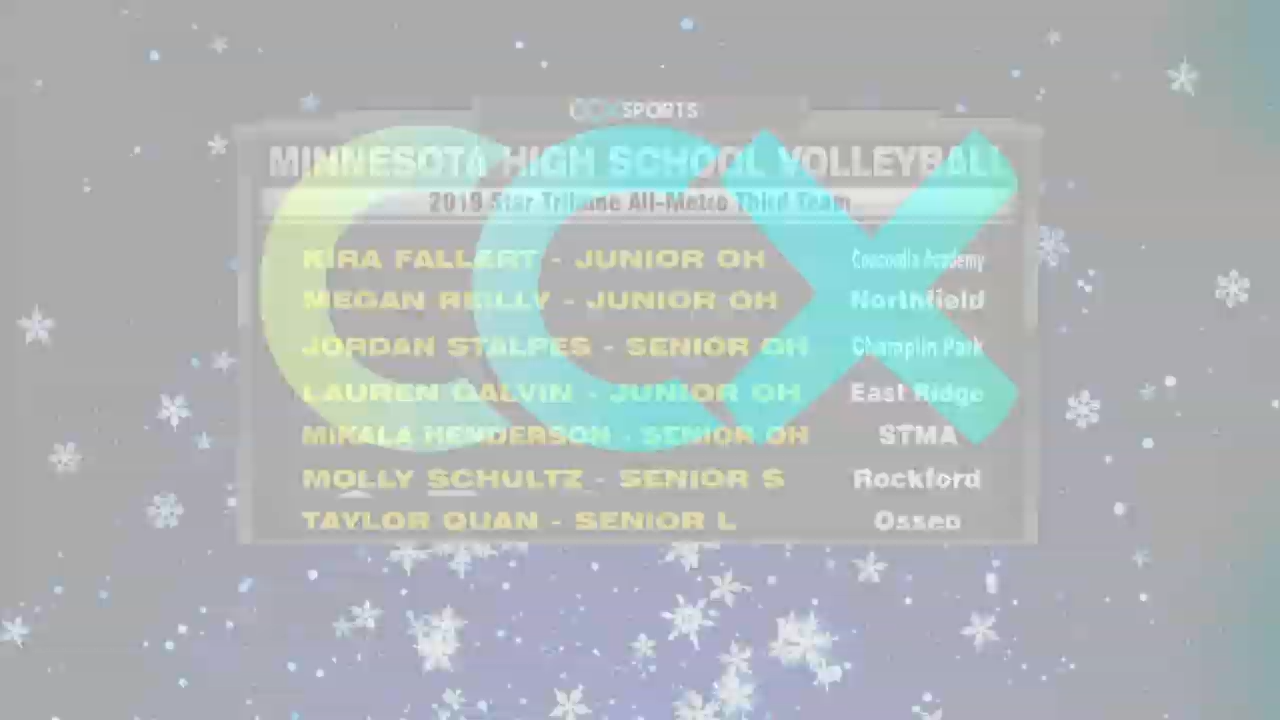 CCX SPORTS
CCX
MINNESOTA HIGH SCHOOL VOLLEYBALL
2019 Star Tribune All-Metro Third Team
KIRA FALLERT - JUNIOR OH Concordia Academy
MEGAN REILLY - JUNIOR OH Northfield
JORDAN STALPES - SENIOR OH Champlin Park
LAUREN GALVIN - JUNIOR OH East Ridge
MIKALA HENDERSON - SENIOR OH STMA
MOLLY SCHULTZ - SENIOR S Rockford
TAYLOR QUAN - SENIOR L Osseo